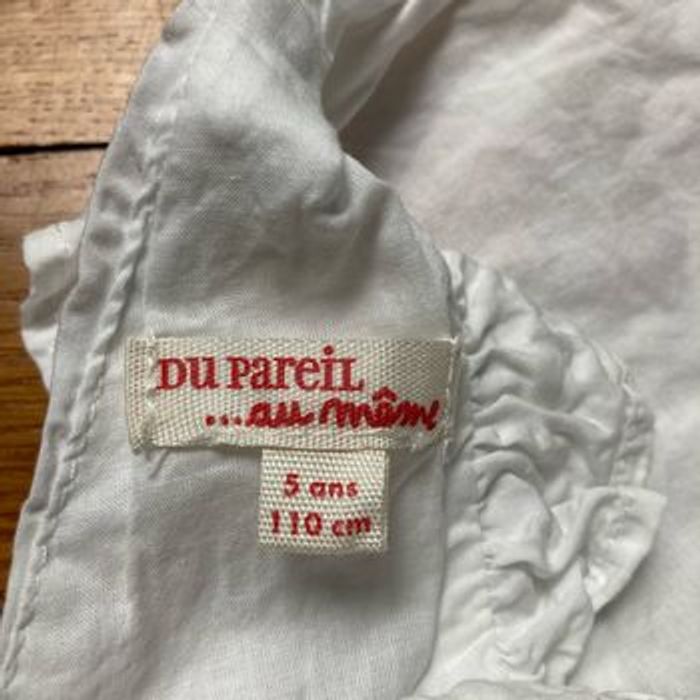 DU PAREIL
...au même
5 ans
110 cm